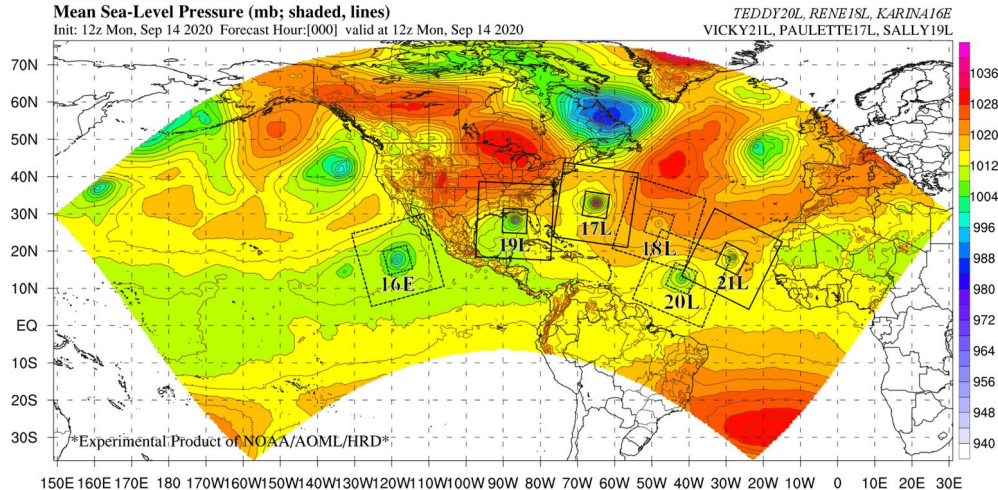 Mean Sea-Level Pressure (mb; shaded, lines)
TEDDY20L, RENE18L, KARINA16E
Init: 12z Mon, Sep 14 2020 Forecast Hour:[000] valid at 12z Mon, Sep 14 2020
VICKY21L, PAULETTE17L, SALLY19L
70N
60N
50N
40N
30N
20N
10N
EQ
10S
20S
30S
17L
19L
18L
16E
21L
20L
1036
1028
1020
1012
1004
996
988
980
972
964
956
948
940
*Experimental Product of NOAA/AOML/HRD*
150E 160E 170E 180 170W 160W 150W 140W 130W 120W 110W 100W 90W 80W 70W 60W 50W 40W 30W 20W 10W 0 10E 20E 30E